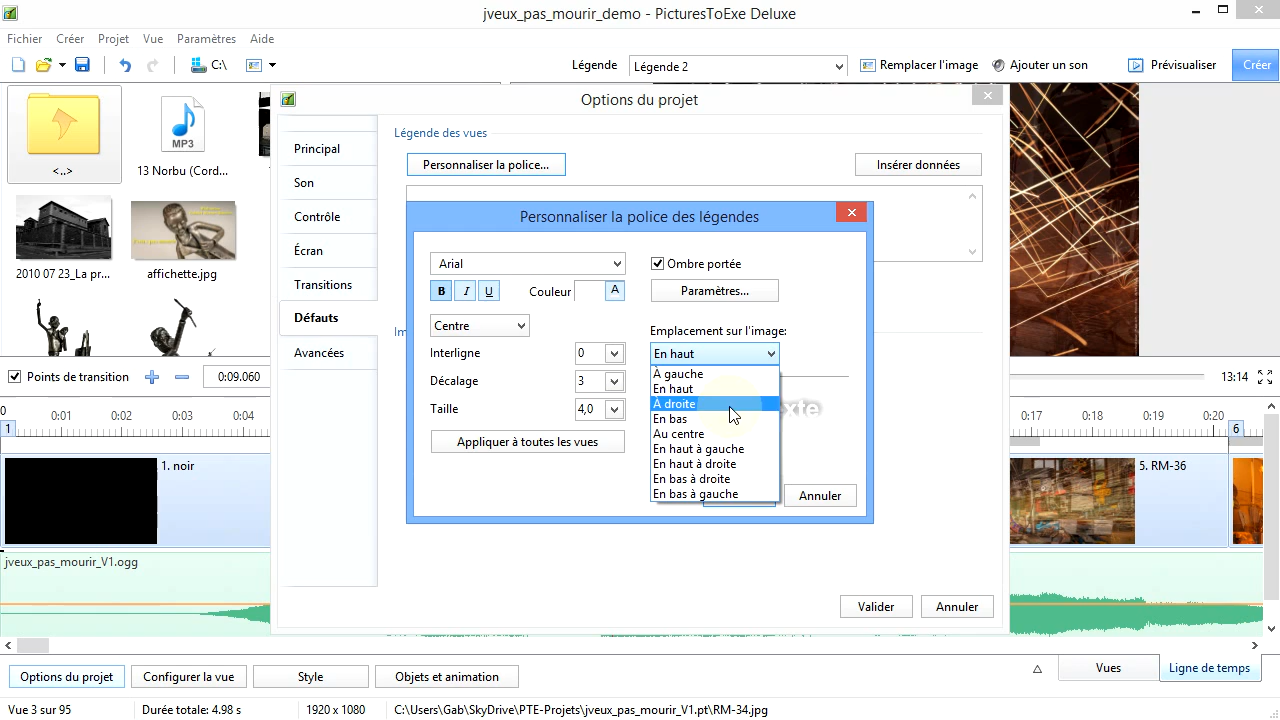 jveux_pas_mourir_demo - PicturesToExe Deluxe
Fichier Créer Projet Vue Paramètres Aide
C:\ Légende Légende 2 Remplacer l'image Ajouter un son Prévisualiser Créer
Options du projet
Légende des vues
Personnaliser la police... Insérer données
Principal
Son
Contrôle
Écran
Transitions
Défauts
Avancées
<..>
MP3
13 Norbu (Cord...
2010 07 23_La pr...
affichette.jpg
Personnaliser la police des légendes
Arial
Ombre portée
B I U Couleur A
Paramètres...
Centre
Emplacement sur l'image:
Interligne 0
En haut
Décalage 3
Taille 4,0
Appliquer à toutes les vues
À gauche
En haut
À droite
En bas
Au centre
En haut à gauche
En haut à droite
En bas à droite
En bas à gauche
xte
Annuler
Im
Valider Annuler
Points de transition 0:09.060
13:14
0 0:01 0:02 0:03 0:04 0:17 0:18 0:19 0:20
1 6
1. noir
5. RM-36
jveux_pas_mourir_V1.ogg
Options du projet Configurer la vue Style Objets et animation Vues Ligne de temps
Vue 3 sur 95 Durée totale: 4.98 s 1920 x 1080 C:\Users\Gab\SkyDrive\PTE-Projets\jveux_pas_mourir_V1.pt\RM-34.jpg